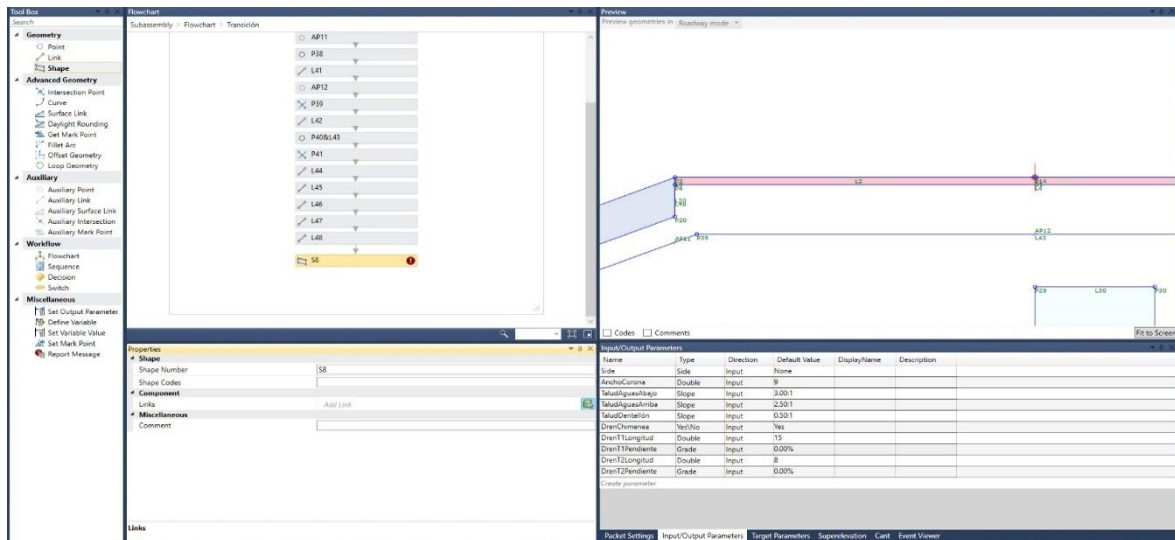 Tool Box
Search
Geometry
Point
Link
Shape
Advanced Geometry
Intersection Point
Curve
Surface Link
Daylight Rounding
Get Mark Point
Fillet Arc
Offset Geometry
Loop Geometry
Auxiliary
Auxiliary Point
Auxiliary Link
Auxiliary Surface Link
Auxiliary Intersection
Auxiliary Mark Point
Workflow
Flowchart
Sequence
Decision
Switch
Miscellaneous
Set Output Parameter
Define Variable
Set Variable Value
Set Mark Point
Report Message
Flowchart
Subassembly > Flowchart > Transición
AP11
P38
L41
AP12
P39
L42
P40&L43
P41
L44
L45
L46
L47
L48
S8
Properties
Shape
Shape Number S8
Shape Codes
Component
Links Add Link
Miscellaneous
Comment
Links
Preview
Preview geometries in Roadway mode
L2
P20
P38
AP12
L43
P29 L30 P30
Codes Comments Fit to Screen
Input/Output Parameters
Name Type Direction Default Value DisplayName Description
Side Side Input None
AnchoCorona Double Input 9
TaludAguasAbajo Slope Input 3.00:1
TaludAguasArriba Slope Input 2.50:1
TaludDentellón Slope Input 0.50:1
DrenChimenea Yes\No Input Yes
DrenT1Longitud Double Input 15
DrenT1Pendiente Grade Input 0.00%
DrenT2Longitud Double Input 8
DrenT2Pendiente Grade Input 0.00%
Create parameter
Packet Settings Input/Output Parameters Target Parameters Superelevation Cant Event Viewer